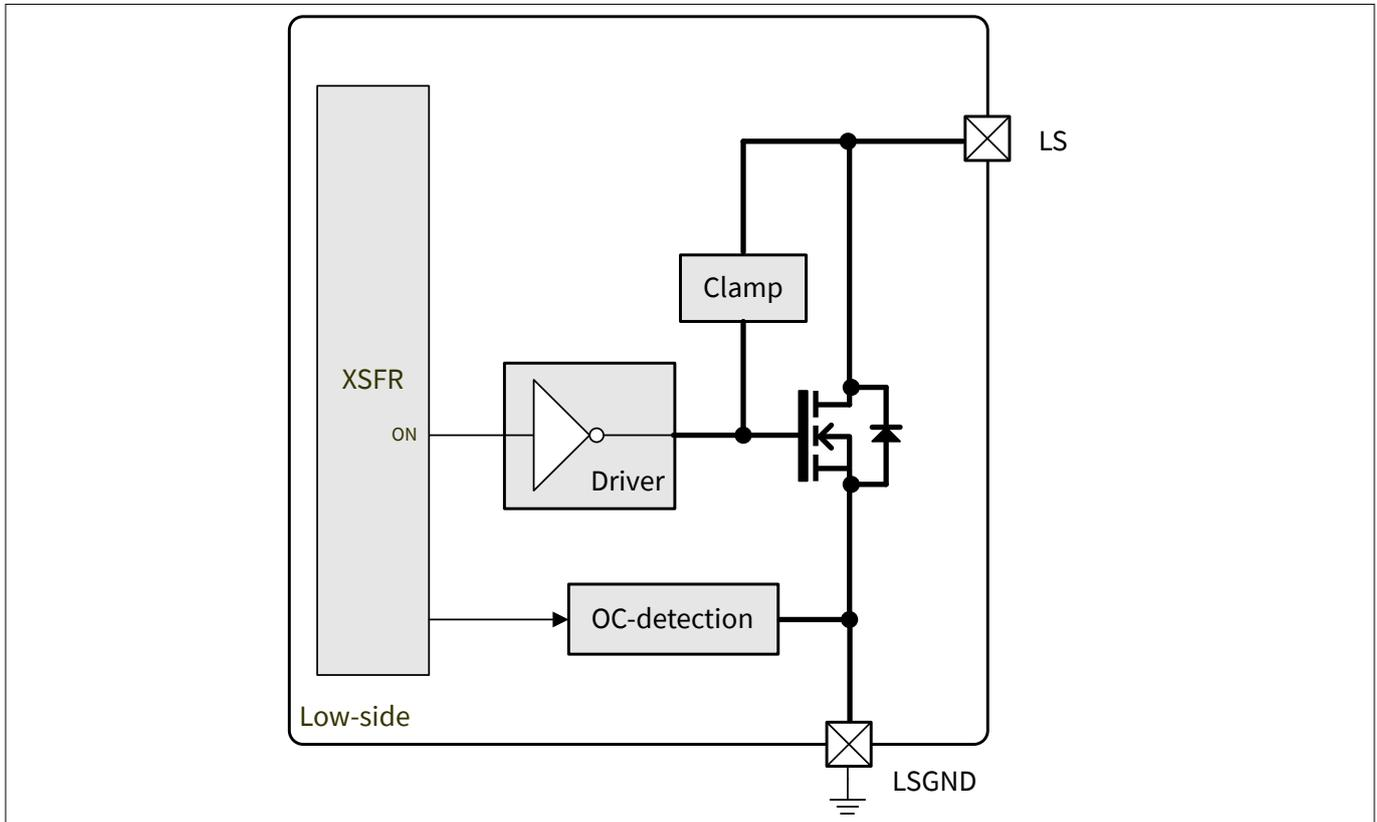 LS
Clamp
XSFR
ON
Driver
OC-detection
Low-side
LSGND